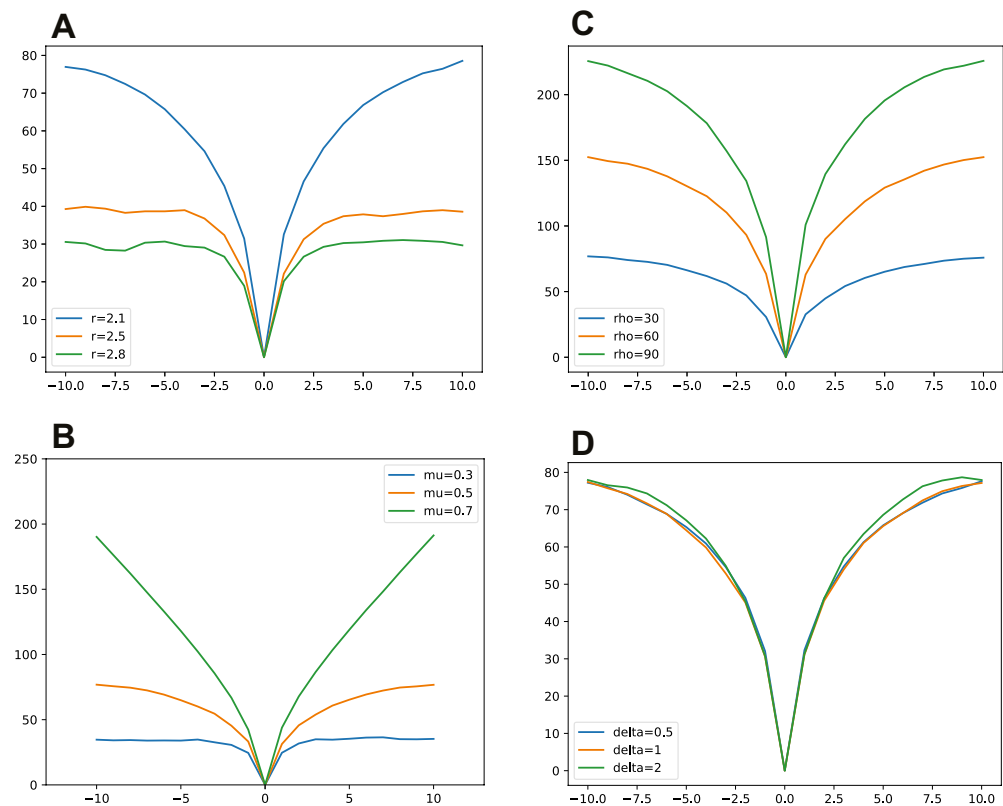 A
80
70
60
50
40
30
20
10
0
r=2.1
r=2.5
r=2.8
−10.0 −7.5 −5.0 −2.5 0.0 2.5 5.0 7.5 10.0
C
200
150
100
50
0
rho=30
rho=60
rho=90
−10.0 −7.5 −5.0 −2.5 0.0 2.5 5.0 7.5 10.0
B
250
200
150
100
50
0
mu=0.3
mu=0.5
mu=0.7
−10 −5 0 5 10
D
80
70
60
50
40
30
20
10
0
delta=0.5
delta=1
delta=2
−10.0 −7.5 −5.0 −2.5 0.0 2.5 5.0 7.5 10.0